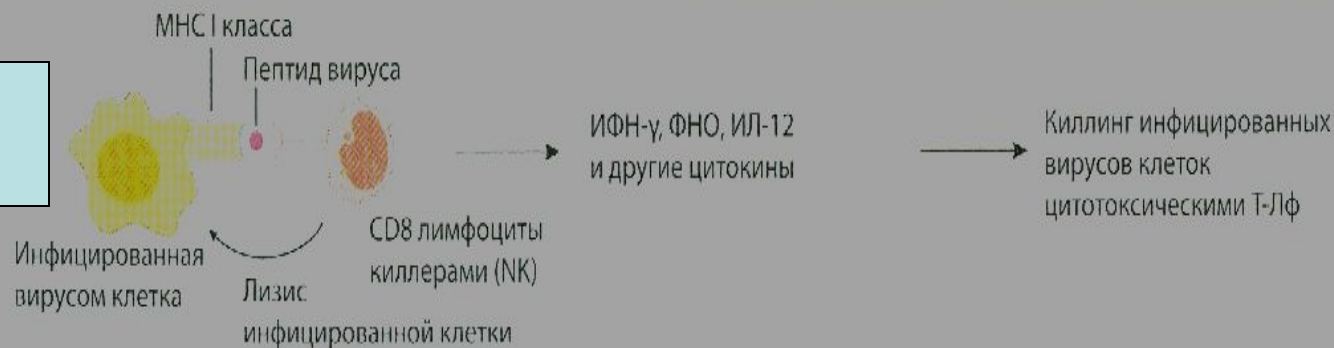 МНС I класса
Пептид вируса
ИФН-γ, ФНО, ИЛ-12
и другие цитокины
Киллинг инфицированных
вирусов клеток
цитотоксическими Т-Лф
CD8 лимфоциты
киллерами (NK)
Инфицированная
вирусом клетка
Лизис
инфицированной клетки